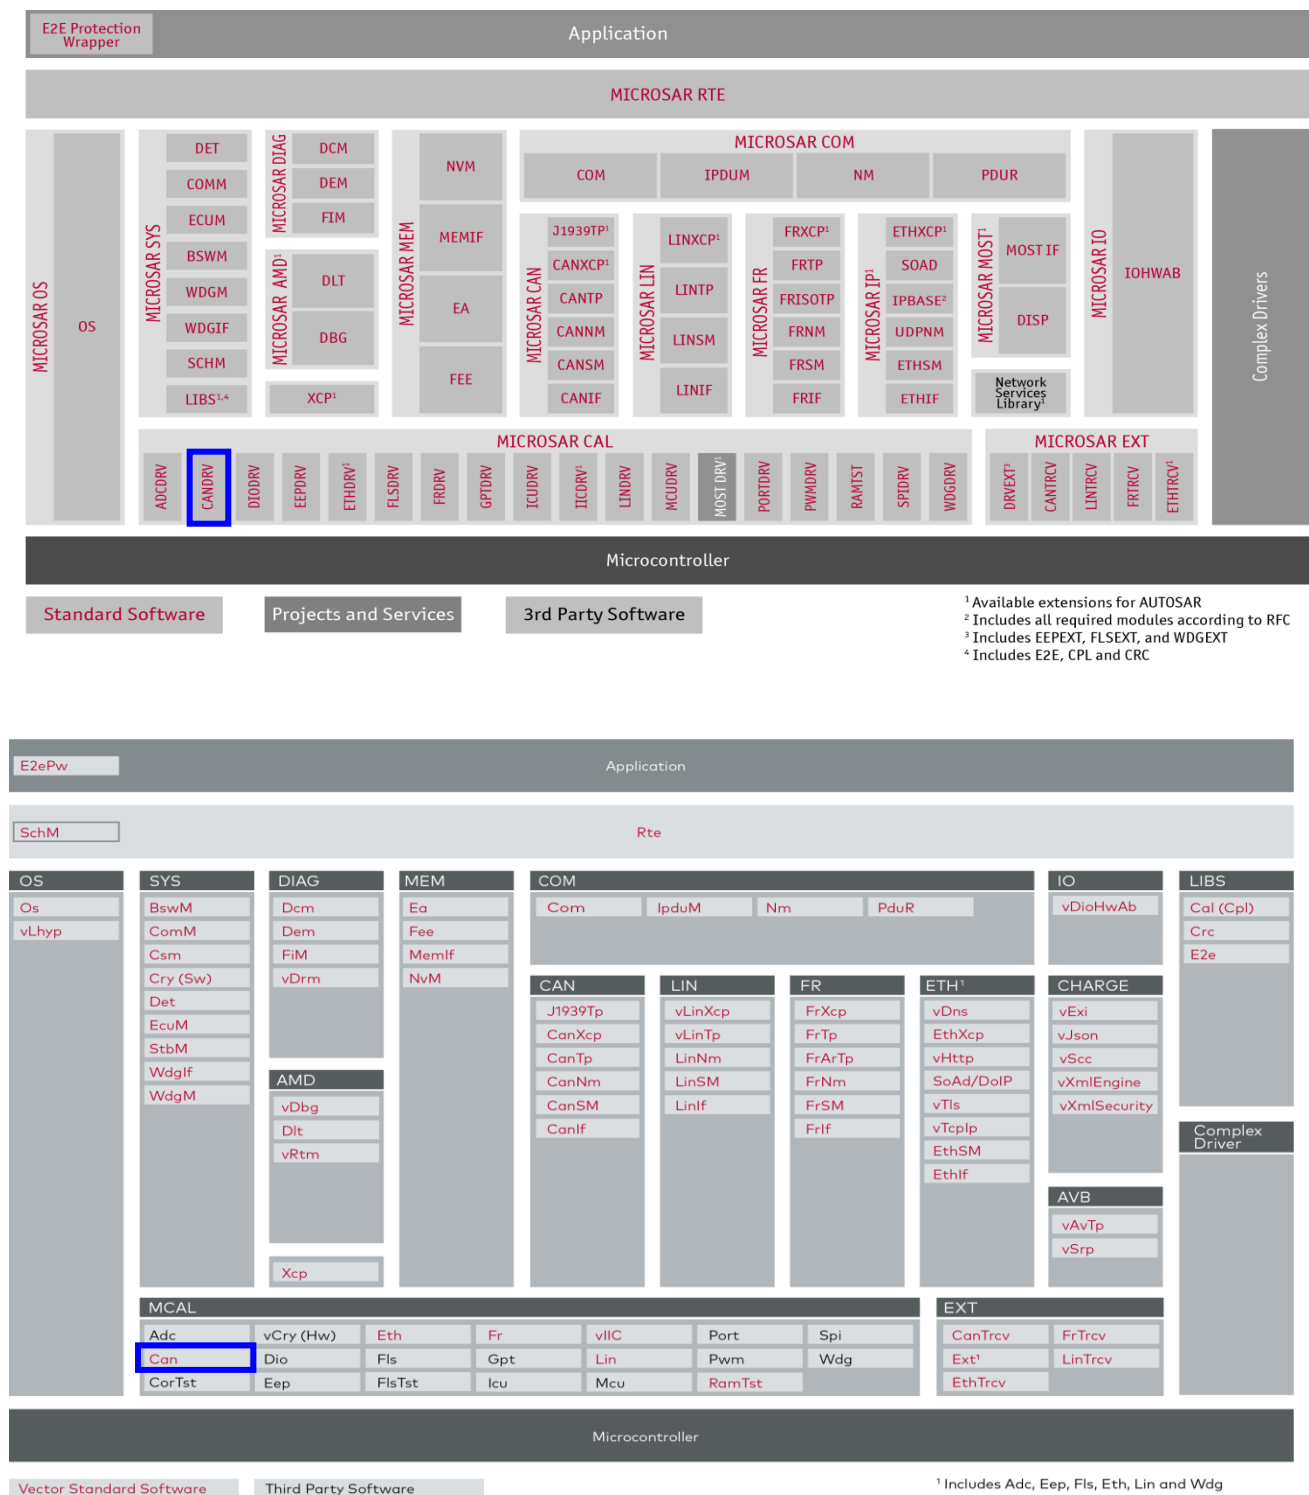 E2E Protection
Wrapper
Application
MICROSAR RTE
MICROSAR OS
OS
MICROSAR SYS
DET
COMM
ECUM
BSWM
WDGM
WDGIF
SCHM
LIBS¹,⁴
MICROSAR DIAG
DCM
DEM
FIM
MICROSAR AMD¹
DLT
DBG
XCP¹
MICROSAR MEM
NVM
MEMIF
EA
FEE
MICROSAR COM
COM
IPDUM
NM
PDUR
MICROSAR CAN
J1939TP¹
CANXCP¹
CANTP
CANNM
CANSM
CANIF
MICROSAR LIN
LINXCP¹
LINTP
LINSM
LINIF
MICROSAR FR
FRXCP¹
FRTP
FRISOTP
FRNM
FRSM
FRIF
MICROSAR IP¹
ETHXCP¹
SOAD
IPBASE²
UDPNM
ETHSM
ETHIF
MICROSAR MOST¹
MOST IF
DISP
Network
Services
Library¹
MICROSAR IO
IOHWAB
Complex Drivers
MICROSAR CAL
ADCDRV
CANDRV
DIODRV
EEPDRV
ETHDRV¹
FLSDRV
FRDRV
GPTDRV
ICUDRV
IICDRV¹
LINDRV
MCUDRV
MOST DRV¹
PORTDRV
PWMDRV
RAMTST
SPIDRV
WDGDRV
MICROSAR EXT
DRVEXT³
CANTRCV
LINTRCV
FRTRCV
ETHTRCV¹
Microcontroller
Standard Software
Projects and Services
3rd Party Software
¹ Available extensions for AUTOSAR
² Includes all required modules according to RFC
³ Includes EEPEXT, FLSEXT, and WDGEXT
⁴ Includes E2E, CPL and CRC
E2ePw
Application
SchM
Rte
OS
Os
vLhyp
SYS
BswM
ComM
Csm
Cry (Sw)
Det
EcuM
StbM
WdgIf
WdgM
DIAG
Dcm
Dem
FiM
vDrm
AMD
vDbg
Dlt
vRtm
Xcp
MEM
Ea
Fee
MemIf
NvM
COM
Com
IpduM
Nm
PduR
CAN
J1939Tp
CanXcp
CanTp
CanNm
CanSM
CanIf
LIN
vLinXcp
vLinTp
LinNm
LinSM
LinIf
FR
FrXcp
FrTp
FrArTp
FrNm
FrSM
FrIf
ETH¹
vDns
EthXcp
vHttp
SoAd/DoIP
vTls
vTcpIp
EthSM
EthIf
IO
vDioHwAb
CHARGE
vExi
vJson
vScc
vXmlEngine
vXmlSecurity
AVB
vAvTp
vSrp
LIBS
Cal (Cpl)
Crc
E2e
Complex
Driver
MCAL
Adc
vCry (Hw)
Eth
Fr
vIIC
Port
Spi
Can
Dio
Fls
Gpt
Lin
Pwm
Wdg
CorTst
Eep
FlsTst
Icu
Mcu
RamTst
EXT
CanTrcv
FrTrcv
Ext¹
LinTrcv
EthTrcv
Microcontroller
Vector Standard Software
Third Party Software
¹ Includes Adc, Eep, Fls, Eth, Lin and Wdg